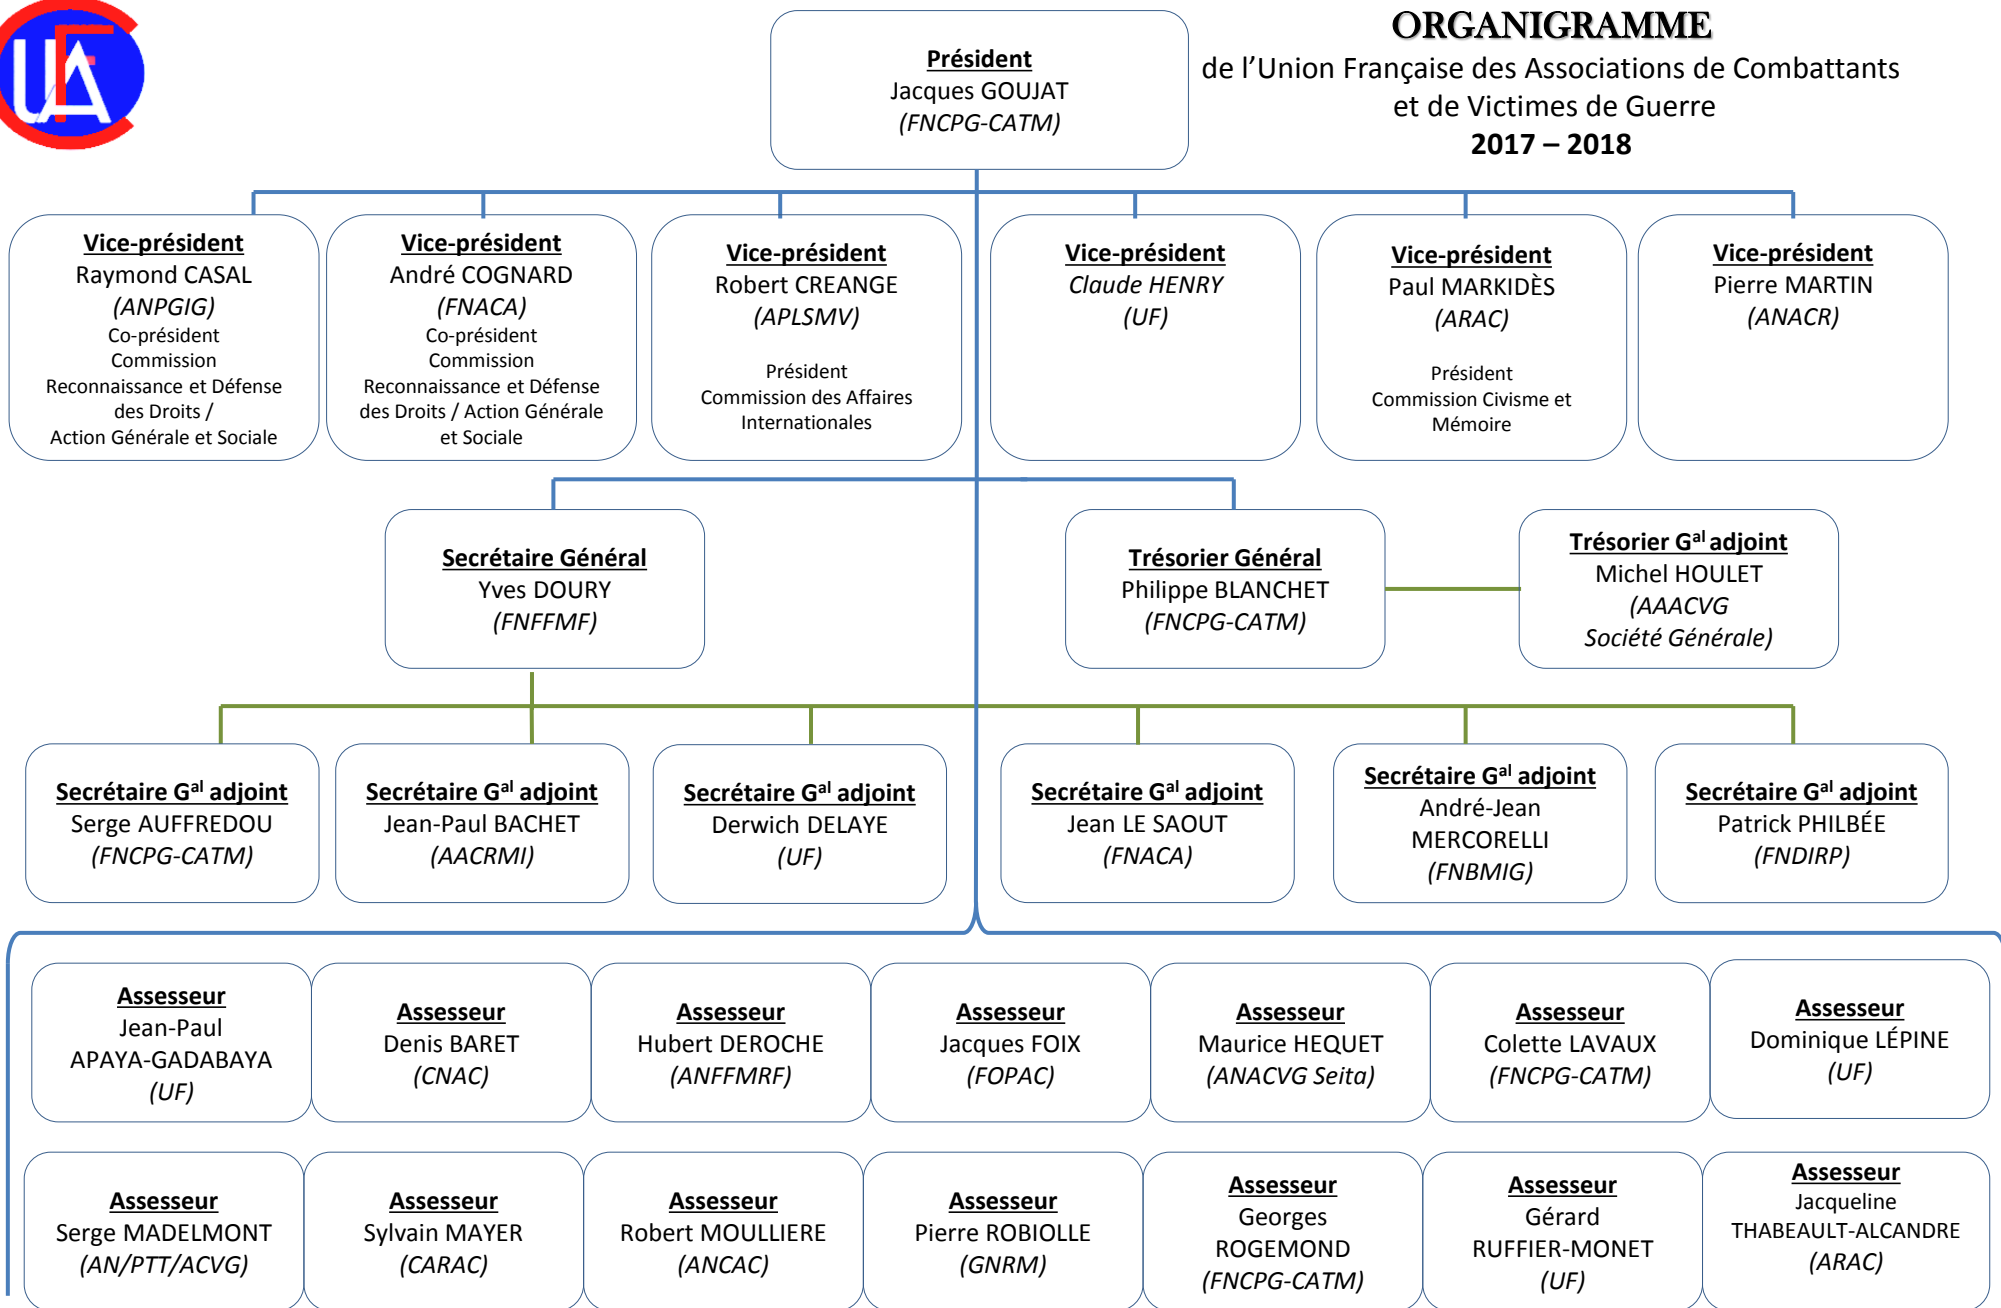 UFAC
ORGANIGRAMME
de l'Union Française des Associations de Combattants
et de Victimes de Guerre
2017 – 2018
Président
Jacques GOUJAT
(FNCPG-CATM)
Vice-président
Raymond CASAL
(ANPGIG)
Co-président
Commission
Reconnaissance et Défense
des Droits /
Action Générale et Sociale
Vice-président
André COGNARD
(FNACA)
Co-président
Commission
Reconnaissance et Défense
des Droits / Action Générale
et Sociale
Vice-président
Robert CREANGE
(APLSMV)
Président
Commission des Affaires
Internationales
Vice-président
Claude HENRY
(UF)
Vice-président
Paul MARKIDÈS
(ARAC)
Président
Commission Civisme et
Mémoire
Vice-président
Pierre MARTIN
(ANACR)
Secrétaire Général
Yves DOURY
(FNFFMF)
Trésorier Général
Philippe BLANCHET
(FNCPG-CATM)
Trésorier Gal adjoint
Michel HOULET
(AAACVG
Société Générale)
Secrétaire Gal adjoint
Serge AUFFREDOU
(FNCPG-CATM)
Secrétaire Gal adjoint
Jean-Paul BACHET
(AACRMI)
Secrétaire Gal adjoint
Derwich DELAYE
(UF)
Secrétaire Gal adjoint
Jean LE SAOUT
(FNACA)
Secrétaire Gal adjoint
André-Jean
MERCORELLI
(FNBMIG)
Secrétaire Gal adjoint
Patrick PHILBÉE
(FNDIRP)
Assesseur
Jean-Paul
APAYA-GADABAYA
(UF)
Assesseur
Denis BARET
(CNAC)
Assesseur
Hubert DEROCHE
(ANFFMRF)
Assesseur
Jacques FOIX
(FOPAC)
Assesseur
Maurice HEQUET
(ANACVG Seita)
Assesseur
Colette LAVAUX
(FNCPG-CATM)
Assesseur
Dominique LÉPINE
(UF)
Assesseur
Serge MADELMONT
(AN/PTT/ACVG)
Assesseur
Sylvain MAYER
(CARAC)
Assesseur
Robert MOULLIERE
(ANCAC)
Assesseur
Pierre ROBIOLLE
(GNRM)
Assesseur
Georges
ROGEMOND
(FNCPG-CATM)
Assesseur
Gérard
RUFFIER-MONET
(UF)
Assesseur
Jacqueline
THABEAULT-ALCANDRE
(ARAC)